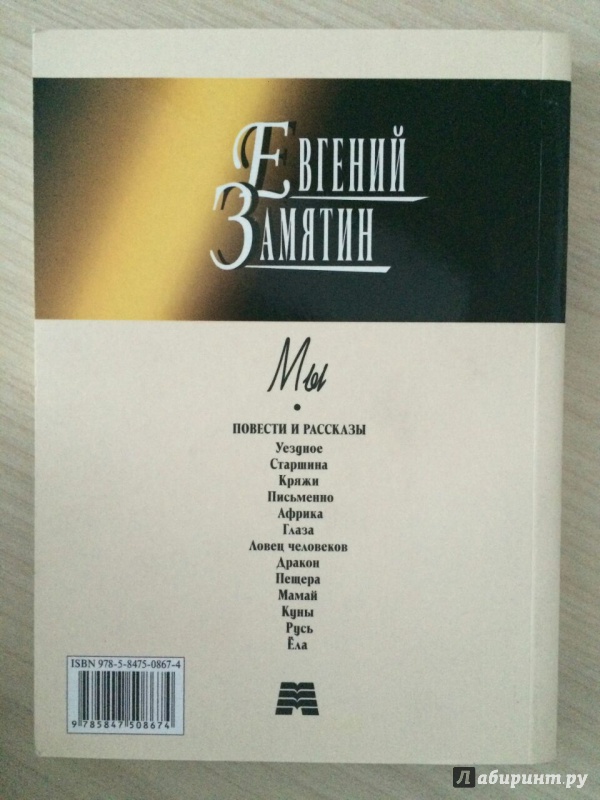 Евгений
Замятин
Мы
•
ПОВЕСТИ И РАССКАЗЫ
Уездное
Старшина
Кряжи
Письменно
Африка
Глаза
Ловец человеков
Дракон
Пещера
Мамай
Куны
Русь
Ёла
ISBN 978-5-8475-0867-4
9 785847 508674
Лабиринт.ру